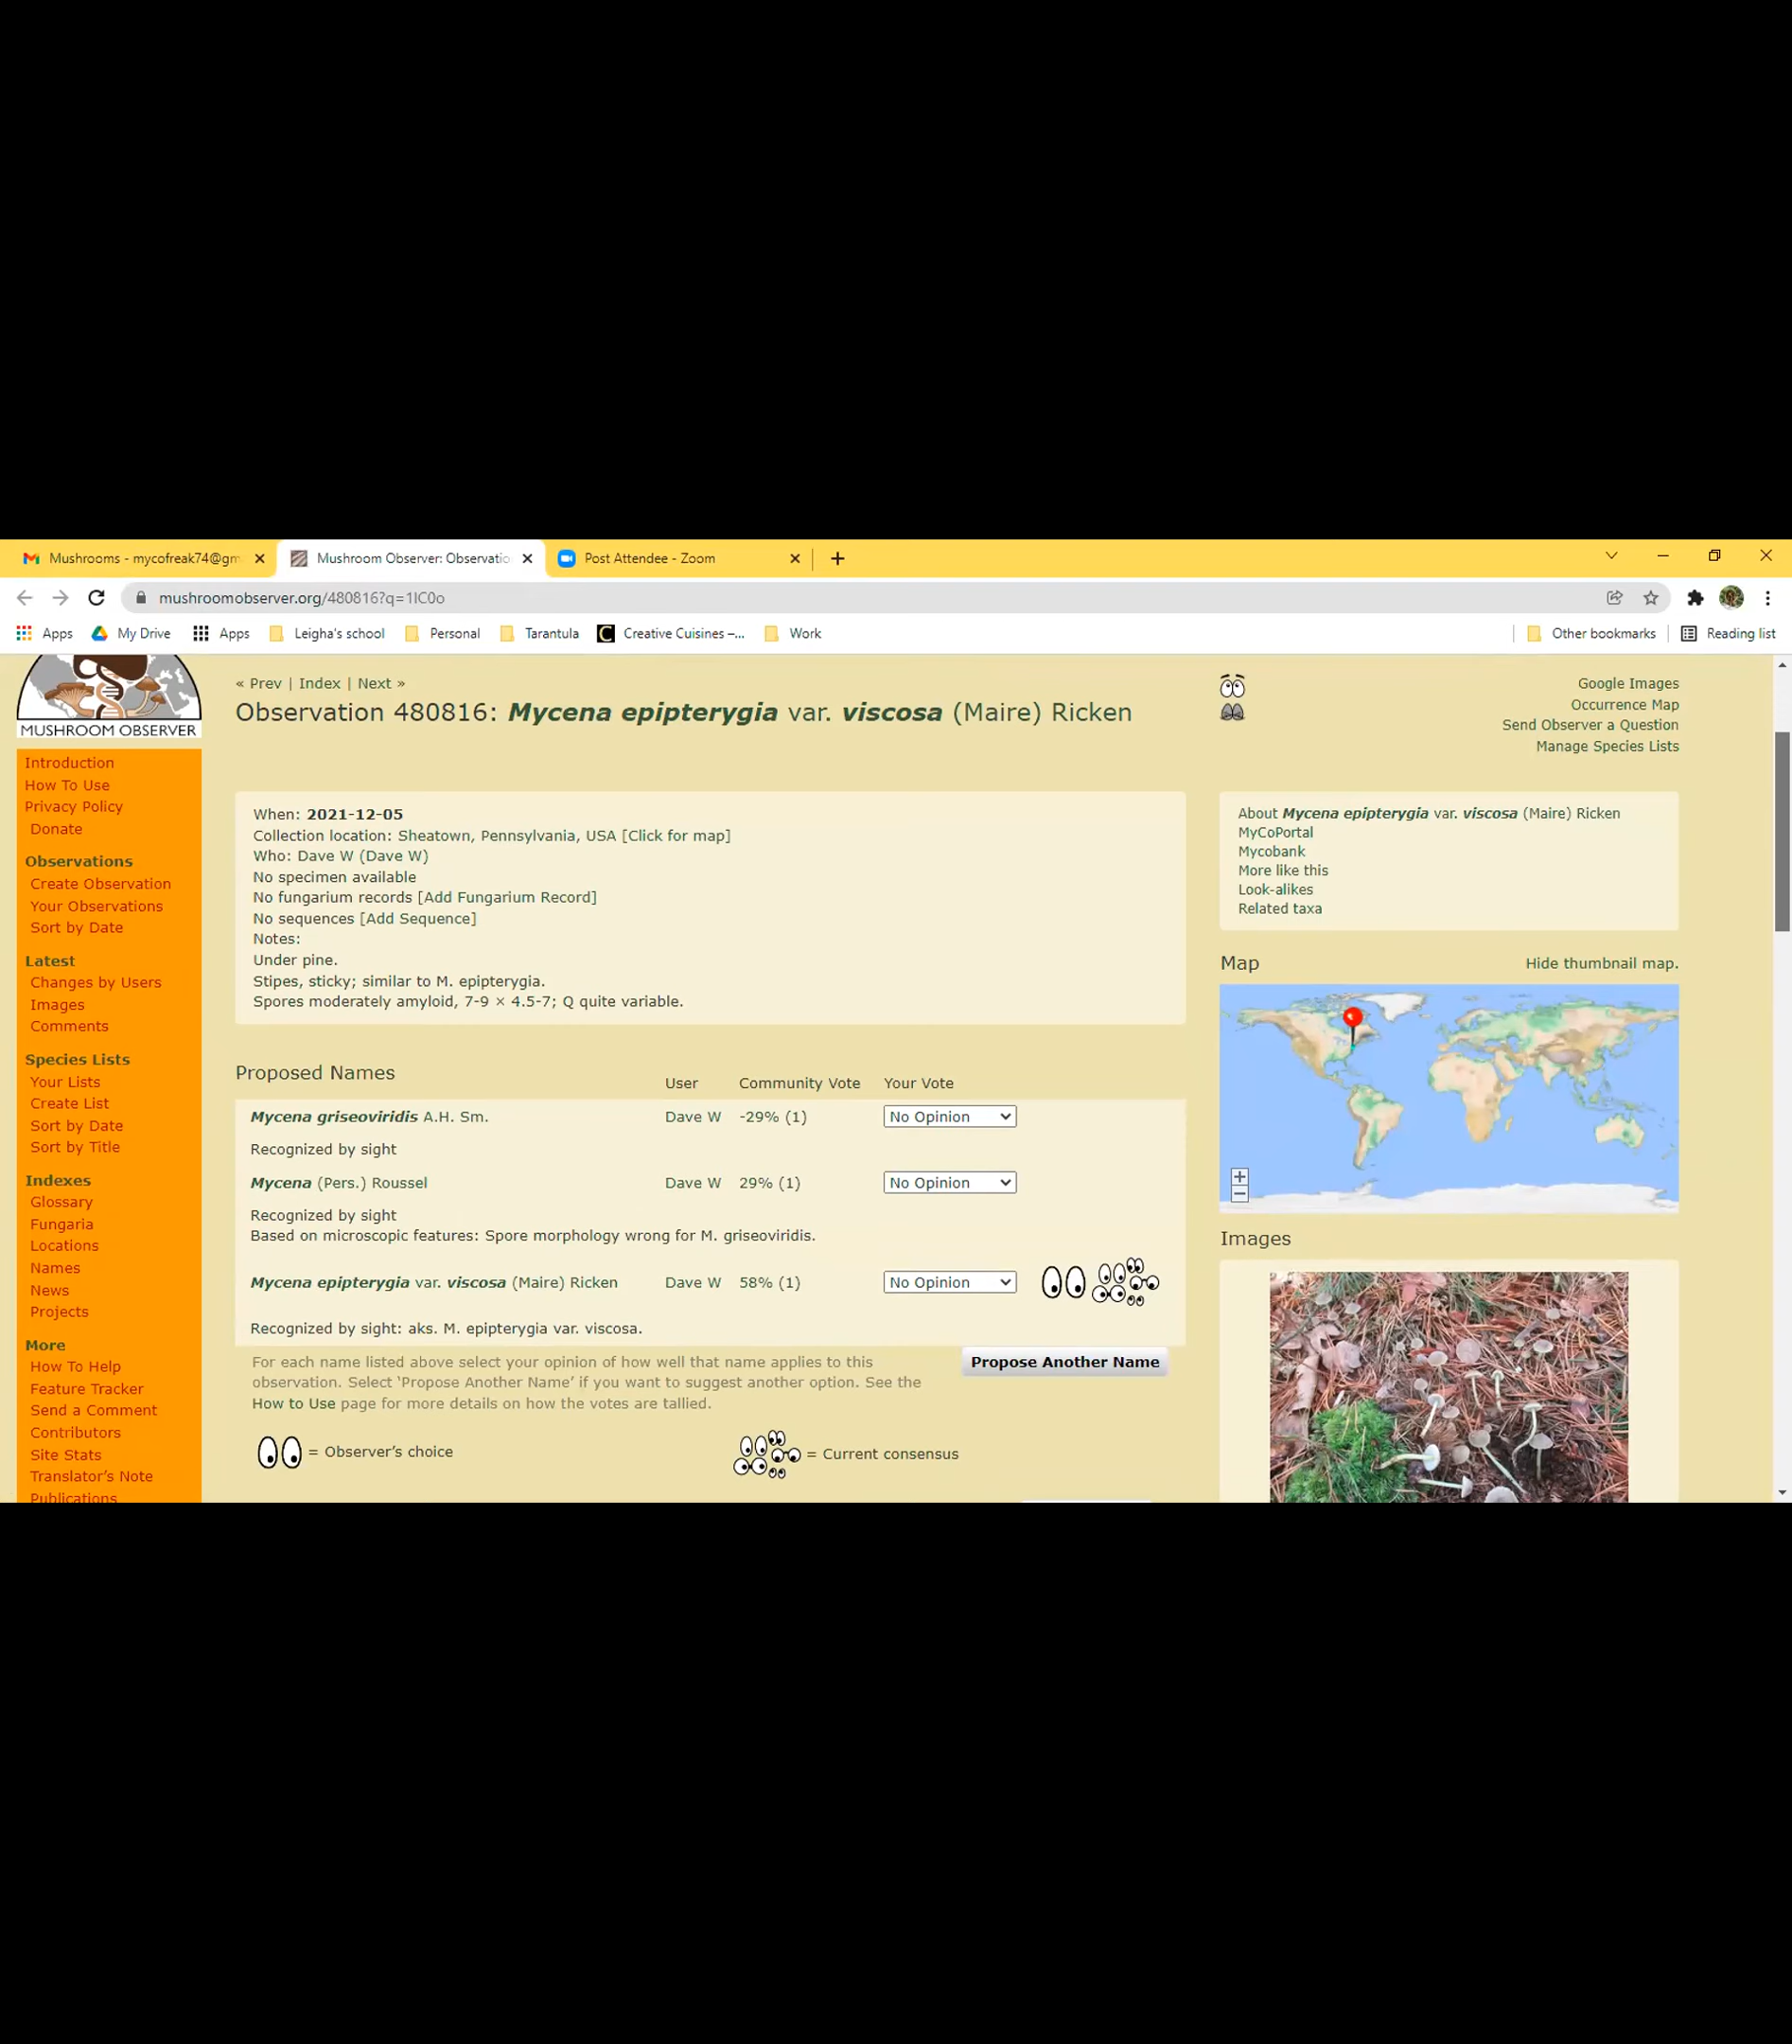 Mushrooms - mycofreak74@gm
Mushroom Observer: Observatio
Post Attendee - Zoom
mushroomobserver.org/480816?q=1lC0o
Apps My Drive Apps Leigha's school Personal Tarantula Creative Cuisines –... Work Other bookmarks Reading list
MUSHROOM OBSERVER
Introduction
How To Use
Privacy Policy
Donate
Observations
Create Observation
Your Observations
Sort by Date
Latest
Changes by Users
Images
Comments
Species Lists
Your Lists
Create List
Sort by Date
Sort by Title
Indexes
Glossary
Fungaria
Locations
Names
News
Projects
More
How To Help
Feature Tracker
Send a Comment
Contributors
Site Stats
Translator's Note
Publications
« Prev | Index | Next »
Observation 480816: Mycena epipterygia var. viscosa (Maire) Ricken
Google Images
Occurrence Map
Send Observer a Question
Manage Species Lists
When: 2021-12-05
Collection location: Sheatown, Pennsylvania, USA [Click for map]
Who: Dave W (Dave W)
No specimen available
No fungarium records [Add Fungarium Record]
No sequences [Add Sequence]
Notes:
Under pine.
Stipes, sticky; similar to M. epipterygia.
Spores moderately amyloid, 7-9 × 4.5-7; Q quite variable.
About Mycena epipterygia var. viscosa (Maire) Ricken
MyCoPortal
Mycobank
More like this
Look-alikes
Related taxa
Map Hide thumbnail map.
+
−
Images
Proposed Names User Community Vote Your Vote
Mycena griseoviridis A.H. Sm. Dave W -29% (1) No Opinion
Recognized by sight
Mycena (Pers.) Roussel Dave W 29% (1) No Opinion
Recognized by sight
Based on microscopic features: Spore morphology wrong for M. griseoviridis.
Mycena epipterygia var. viscosa (Maire) Ricken Dave W 58% (1) No Opinion
Recognized by sight: aks. M. epipterygia var. viscosa.
For each name listed above select your opinion of how well that name applies to this
observation. Select ‘Propose Another Name’ if you want to suggest another option. See the
How to Use page for more details on how the votes are tallied.
Propose Another Name
= Observer’s choice
= Current consensus